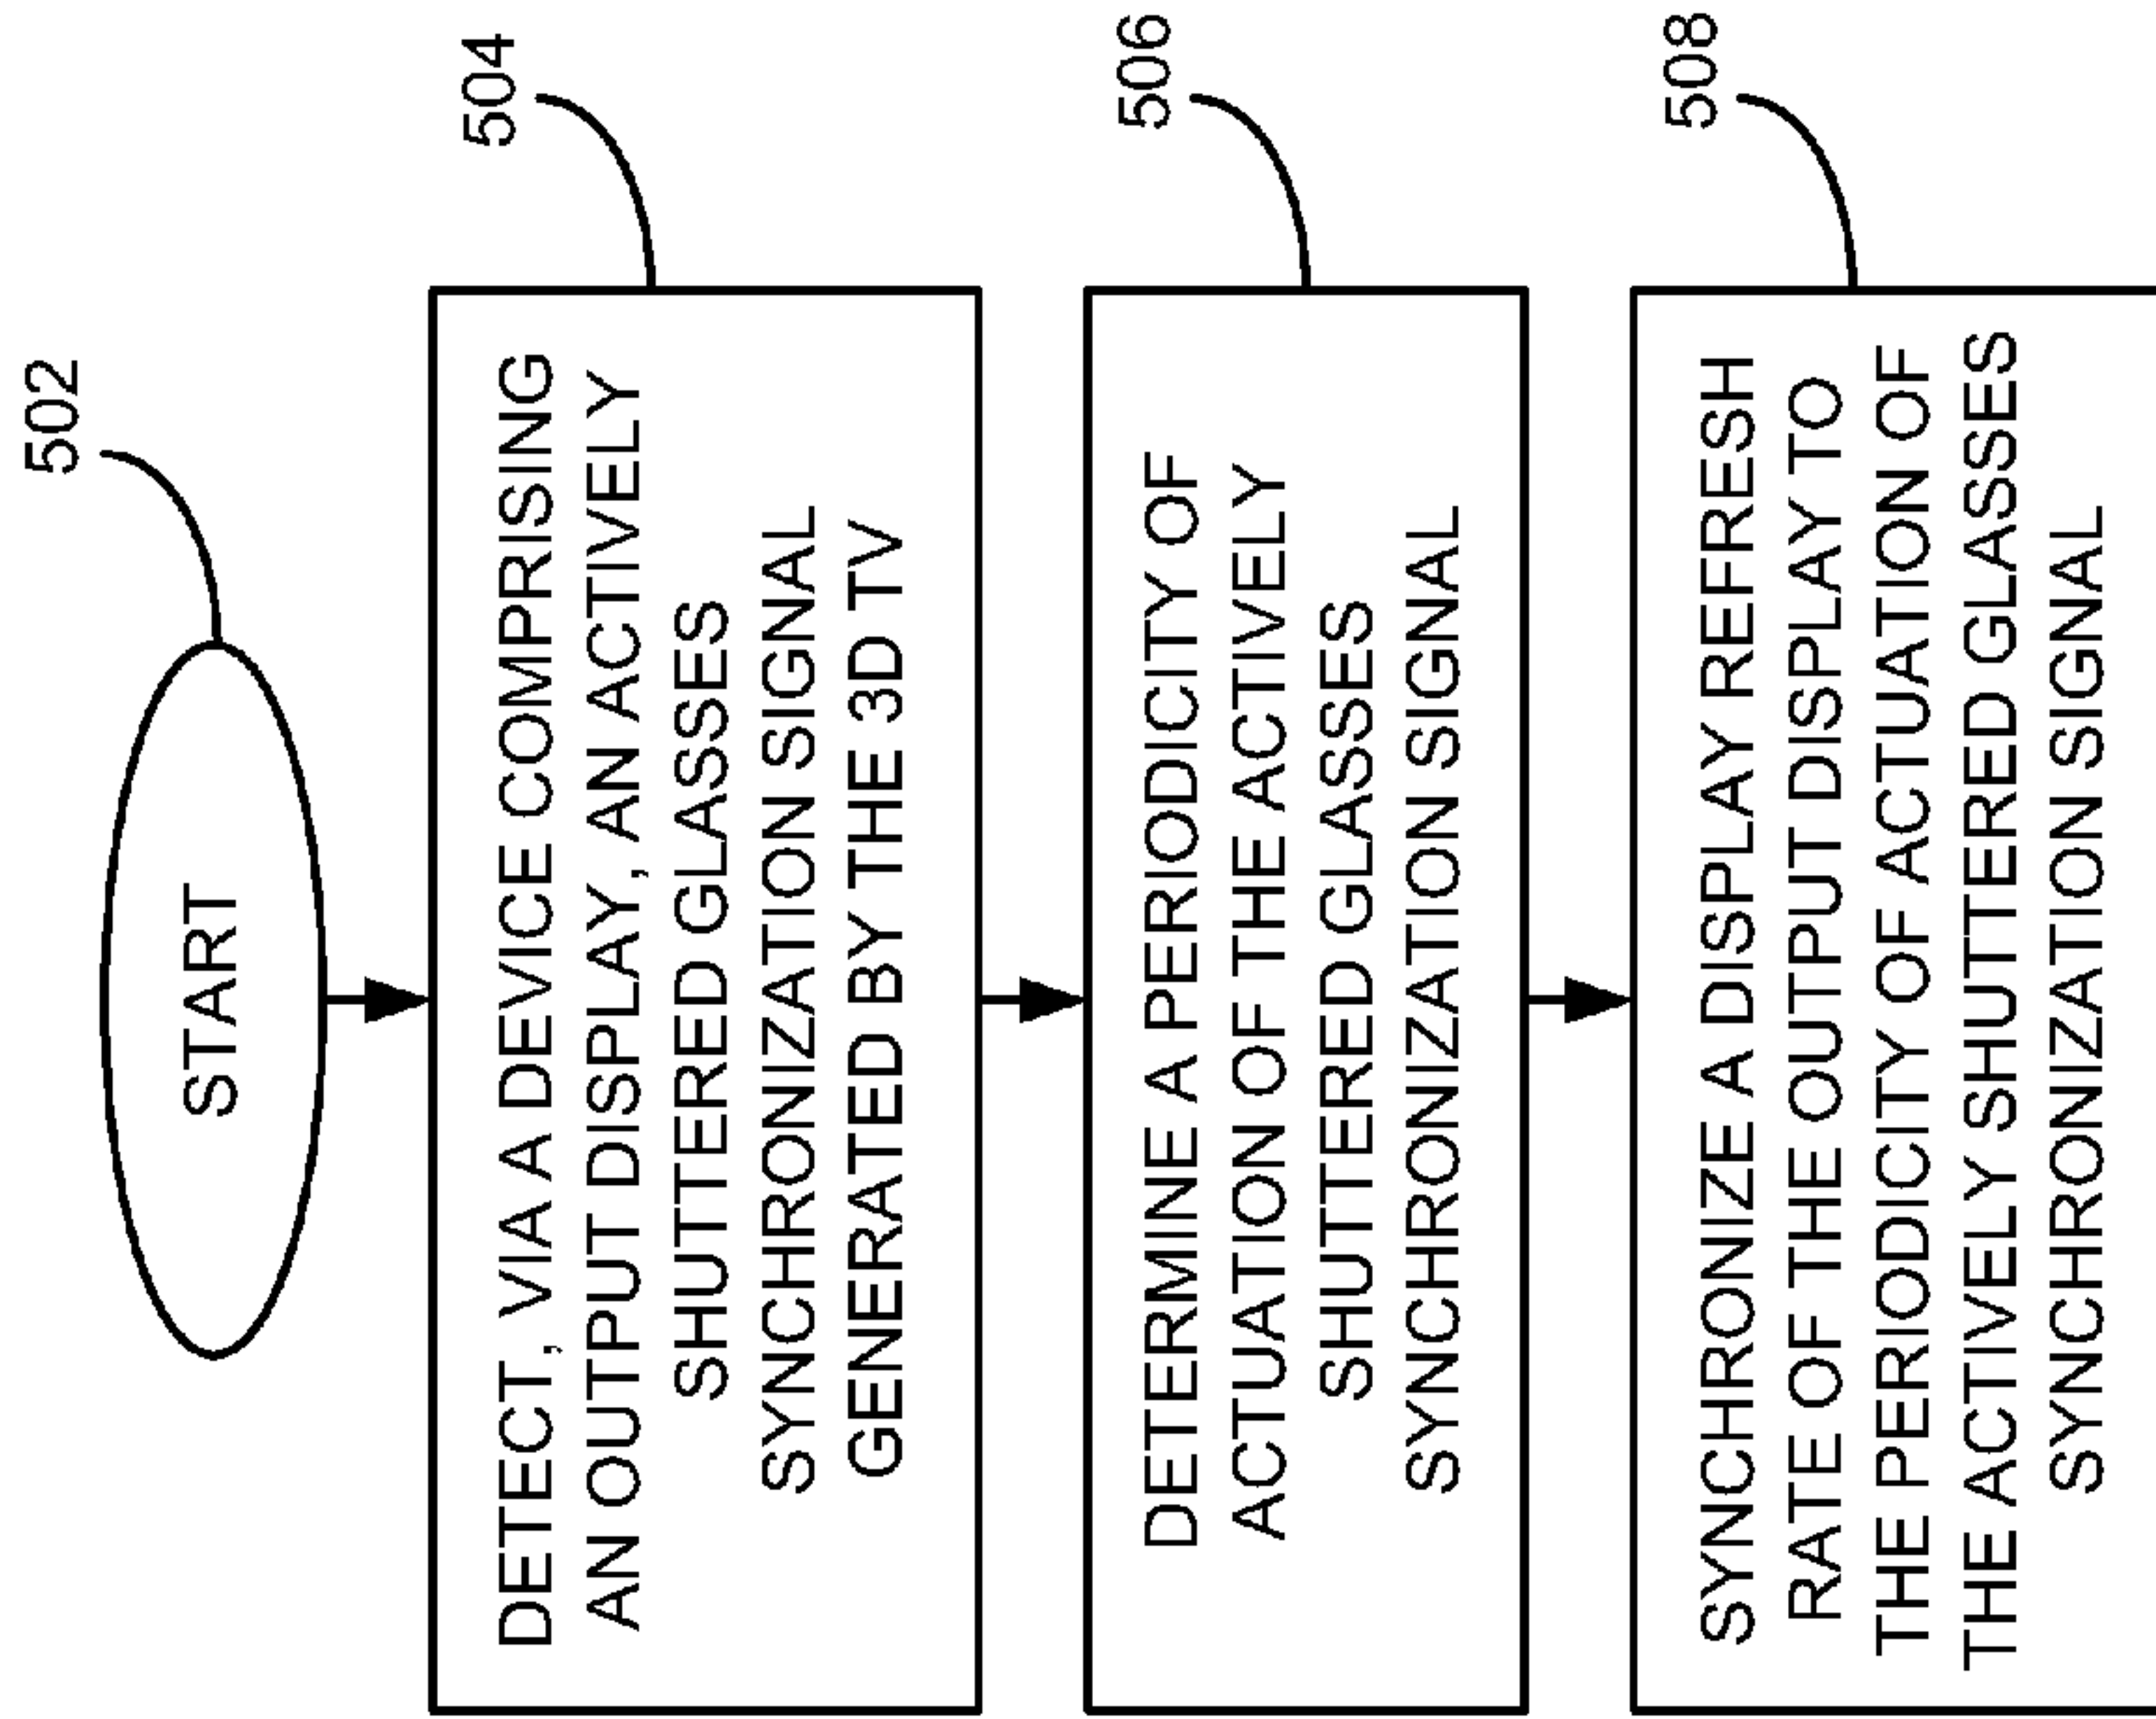 502
START
504
DETECT, VIA A DEVICE COMPRISING
AN OUTPUT DISPLAY, AN ACTIVELY
SHUTTERED GLASSES
SYNCHRONIZATION SIGNAL
GENERATED BY THE 3D TV
506
DETERMINE A PERIODICITY OF
ACTUATION OF THE ACTIVELY
SHUTTERED GLASSES
SYNCHRONIZATION SIGNAL
508
SYNCHRONIZE A DISPLAY REFRESH
RATE OF THE OUTPUT DISPLAY TO
THE PERIODICITY OF ACTUATION OF
THE ACTIVELY SHUTTERED GLASSES
SYNCHRONIZATION SIGNAL